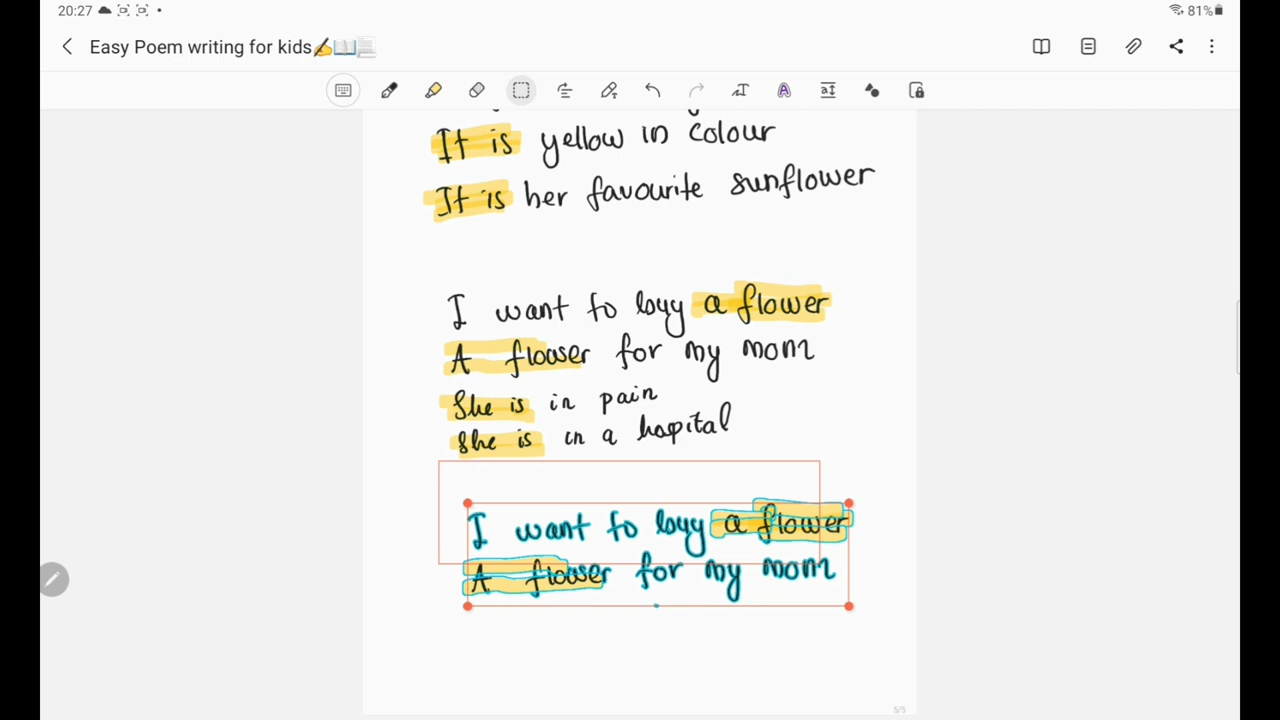 20:27
81%
Easy Poem writing for kids✍📖📃
It is yellow in colour
It is her favourite sunflower
I want to buy a flower
A flower for my mom
She is in pain
She is in a hospital
I want to buy a flower
A flower for my mom
5/5